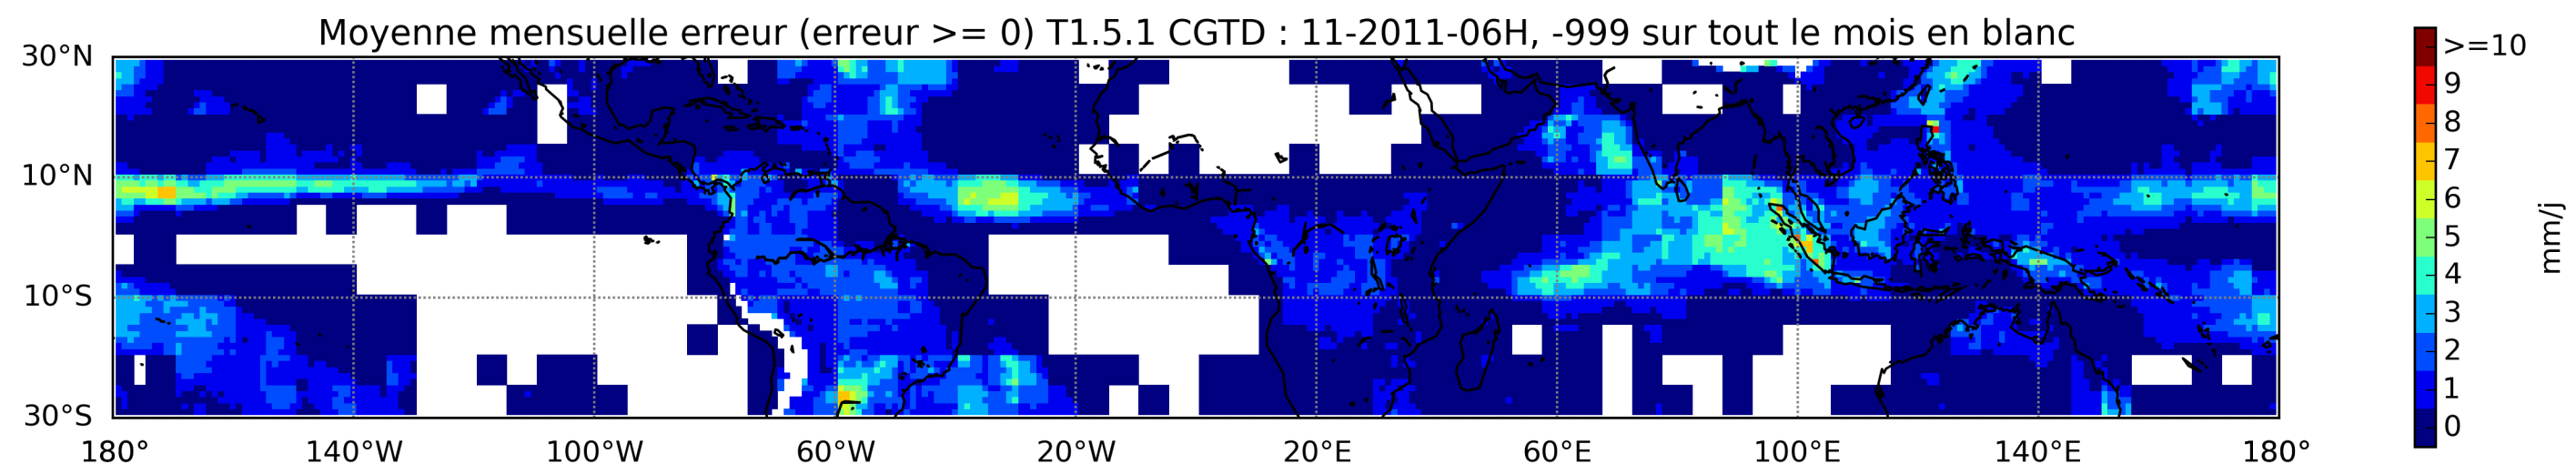 Moyenne mensuelle erreur (erreur >= 0) T1.5.1 CGTD : 11-2011-06H, -999 sur tout le mois en blanc
30°N
10°N
10°S
30°S
180° 140°W 100°W 60°W 20°W 20°E 60°E 100°E 140°E 180°
>=10
9
8
7
6
5
4
3
2
1
0
mm/j